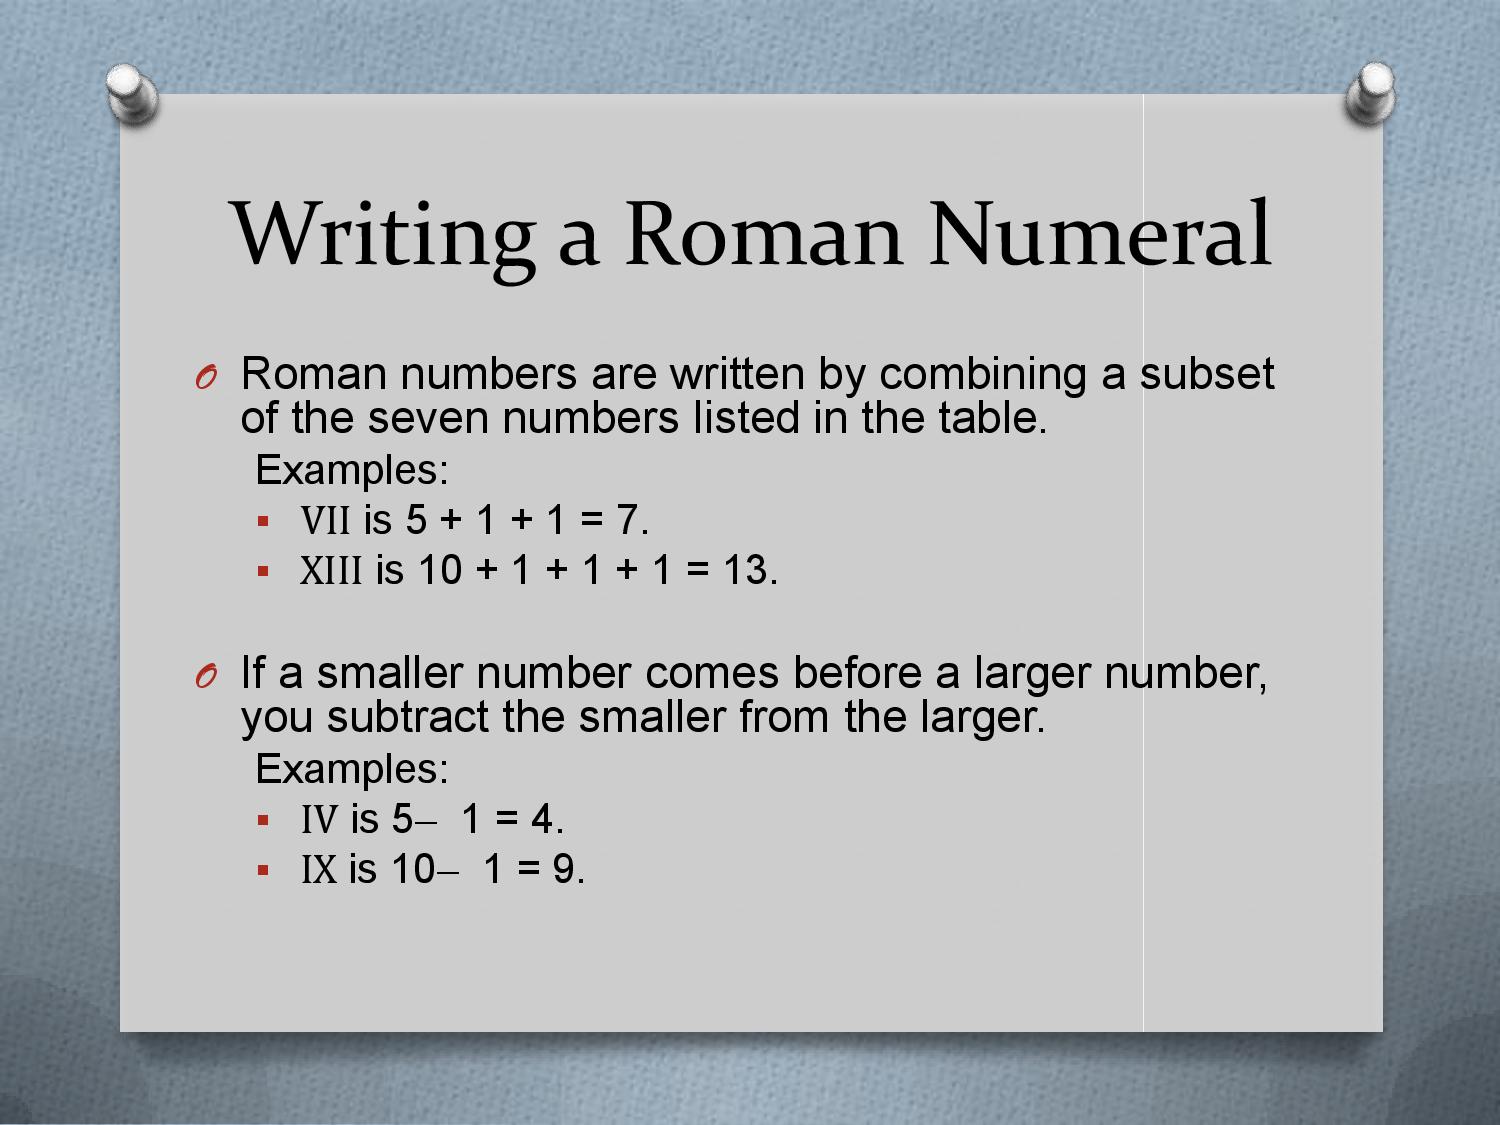 Writing a Roman Numeral
Roman numbers are written by combining a subset
of the seven numbers listed in the table.
Examples:
▪ VII is 5 + 1 + 1 = 7.
▪ XIII is 10 + 1 + 1 + 1 = 13.
If a smaller number comes before a larger number,
you subtract the smaller from the larger.
Examples:
▪ IV is 5– 1 = 4.
▪ IX is 10– 1 = 9.